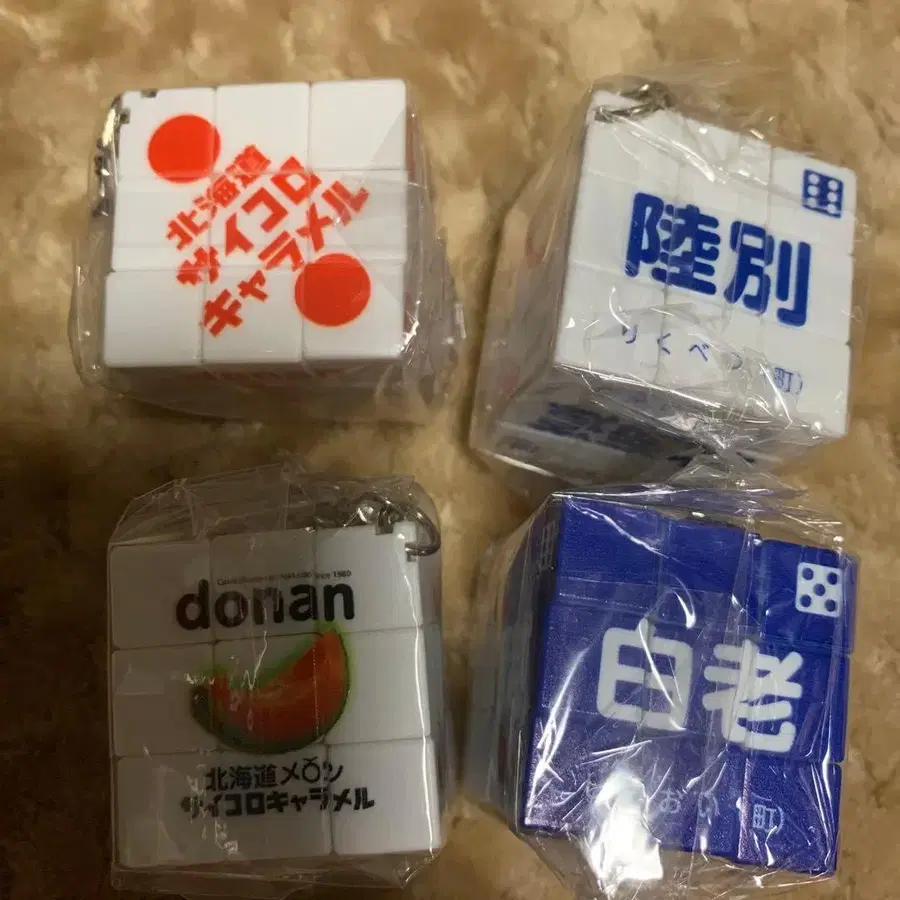 北海道
サイコロ
キャラメル
陸別
りくべつ(町)
donan
北海道メロン
サイコロキャラメル
白老
おい(町)